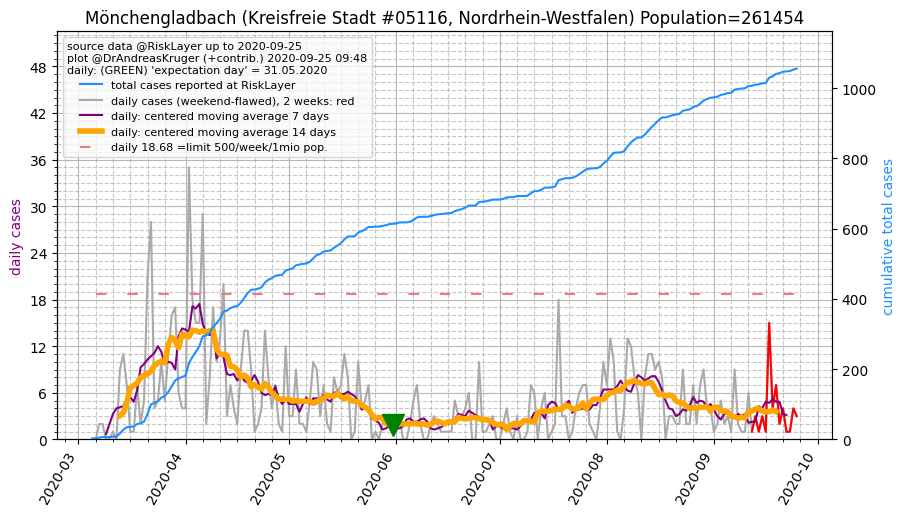 Mönchengladbach (Kreisfreie Stadt #05116, Nordrhein-Westfalen) Population=261454
source data @RiskLayer up to 2020-09-25
plot @DrAndreasKruger (+contrib.) 2020-09-25 09:48
daily: (GREEN) 'expectation day' = 31.05.2020
total cases reported at RiskLayer
daily cases (weekend-flawed), 2 weeks: red
daily: centered moving average 7 days
daily: centered moving average 14 days
daily 18.68 =limit 500/week/1mio pop.
daily cases
48
42
36
30
24
18
12
6
0
1000
800
600
400
200
0
cumulative total cases
2020-03
2020-04
2020-05
2020-06
2020-07
2020-08
2020-09
2020-10